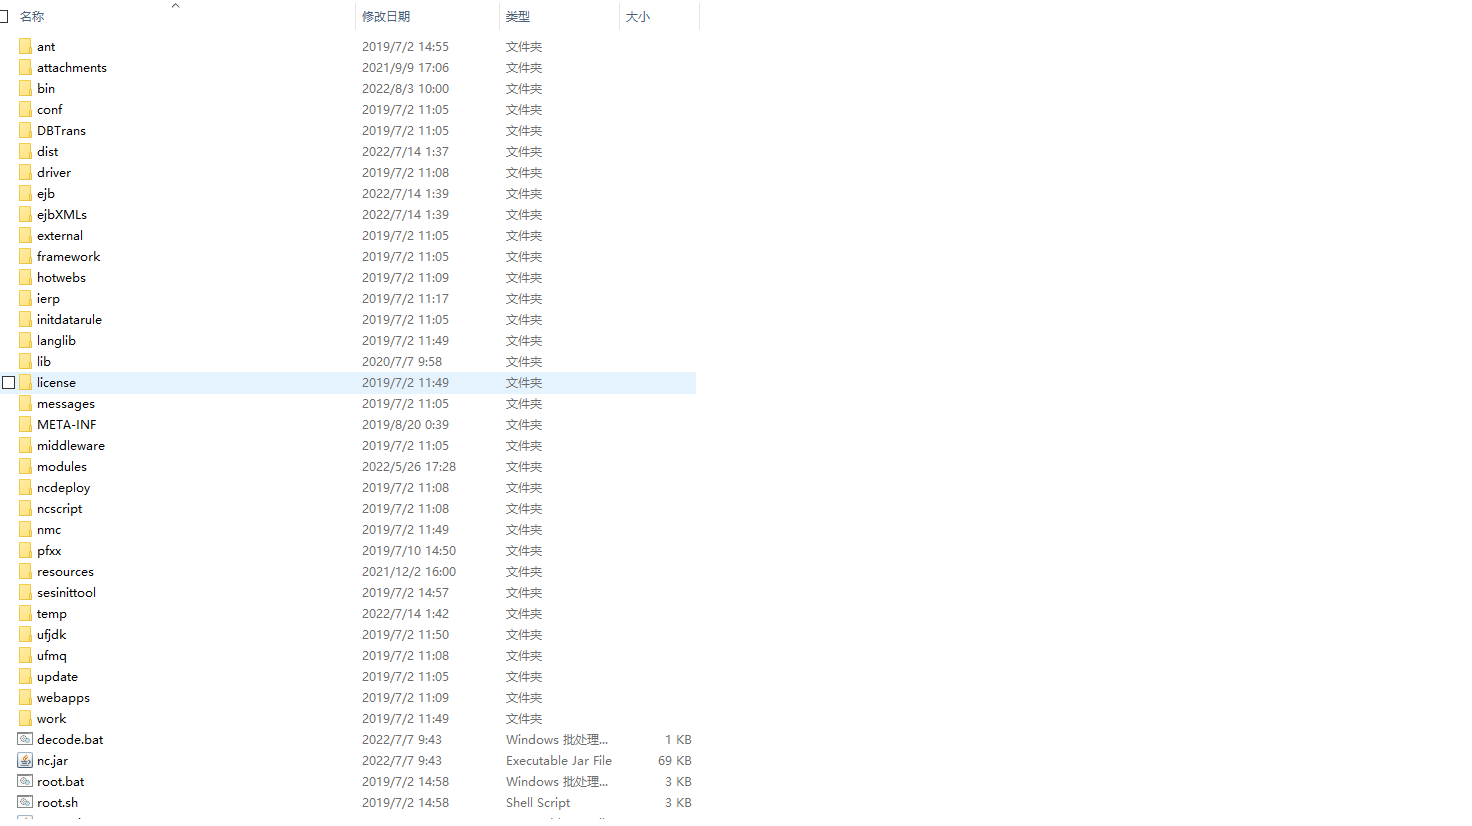 名称 修改日期 类型 大小
ant 2019/7/2 14:55 文件夹
attachments 2021/9/9 17:06 文件夹
bin 2022/8/3 10:00 文件夹
conf 2019/7/2 11:05 文件夹
DBTrans 2019/7/2 11:05 文件夹
dist 2022/7/14 1:37 文件夹
driver 2019/7/2 11:08 文件夹
ejb 2022/7/14 1:39 文件夹
ejbXMLs 2022/7/14 1:39 文件夹
external 2019/7/2 11:05 文件夹
framework 2019/7/2 11:05 文件夹
hotwebs 2019/7/2 11:09 文件夹
ierp 2019/7/2 11:17 文件夹
initdatarule 2019/7/2 11:05 文件夹
langlib 2019/7/2 11:49 文件夹
lib 2020/7/7 9:58 文件夹
license 2019/7/2 11:49 文件夹
messages 2019/7/2 11:05 文件夹
META-INF 2019/8/20 0:39 文件夹
middleware 2019/7/2 11:05 文件夹
modules 2022/5/26 17:28 文件夹
ncdeploy 2019/7/2 11:08 文件夹
ncscript 2019/7/2 11:08 文件夹
nmc 2019/7/2 11:49 文件夹
pfxx 2019/7/10 14:50 文件夹
resources 2021/12/2 16:00 文件夹
sesinittool 2019/7/2 14:57 文件夹
temp 2022/7/14 1:42 文件夹
ufjdk 2019/7/2 11:50 文件夹
ufmq 2019/7/2 11:08 文件夹
update 2019/7/2 11:05 文件夹
webapps 2019/7/2 11:09 文件夹
work 2019/7/2 11:49 文件夹
decode.bat 2022/7/7 9:43 Windows 批处理... 1 KB
nc.jar 2022/7/7 9:43 Executable Jar File 69 KB
root.bat 2019/7/2 14:58 Windows 批处理... 3 KB
root.sh 2019/7/2 14:58 Shell Script 3 KB